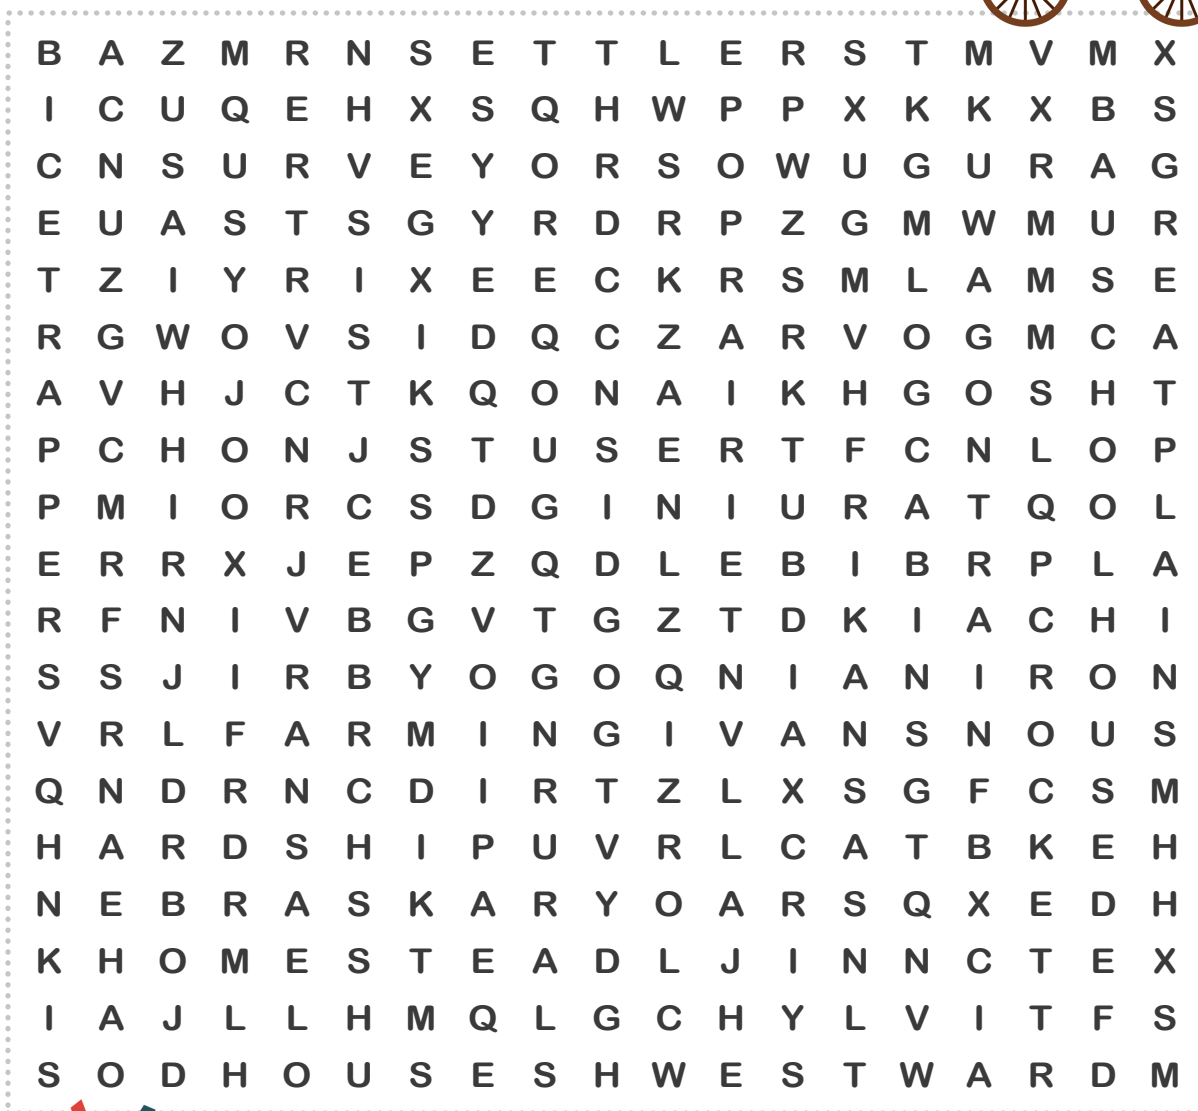 B A Z M R N S E T T L E R S T M V M X
I C U Q E H X S Q H W P P X K K X B S
C N S U R V E Y O R S O W U G U R A G
E U A S T S G Y R D R P Z G M W M U R
T Z I Y R I X E E C K R S M L A M S E
R G W O V S I D Q C Z A R V O G M C A
A V H J C T K Q O N A I K H G O S H T
P C H O N J S T U S E R T F C N L O P
P M I O R C S D G I N I U R A T Q O L
E R R X J E P Z Q D L E B I B R P L A
R F N I V B G V T G Z T D K I A C H I
S S J I R B Y O G O Q N I A N I R O N
V R L F A R M I N G I V A N S N O U S
Q N D R N C D I R T Z L X S G F C S M
H A R D S H I P U V R L C A T B K E H
N E B R A S K A R Y O A R S Q X E D H
K H O M E S T E A D L J I N N C T E X
I A J L L H M Q L G C H Y L V I T F S
S O D H O U S E S H W E S T W A R D M